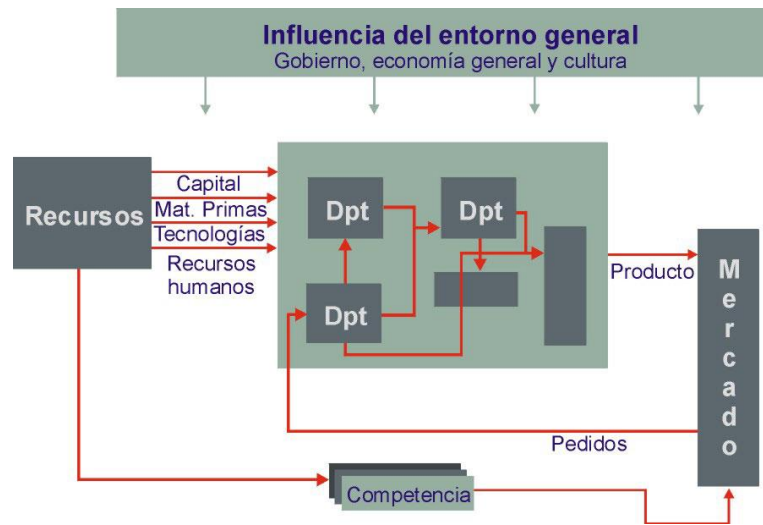 Influencia del entorno general
Gobierno, economía general y cultura
Recursos
Capital
Mat. Primas
Tecnologías
Recursos
humanos
Dpt
Dpt
Dpt
Producto
Mercado
Pedidos
Competencia